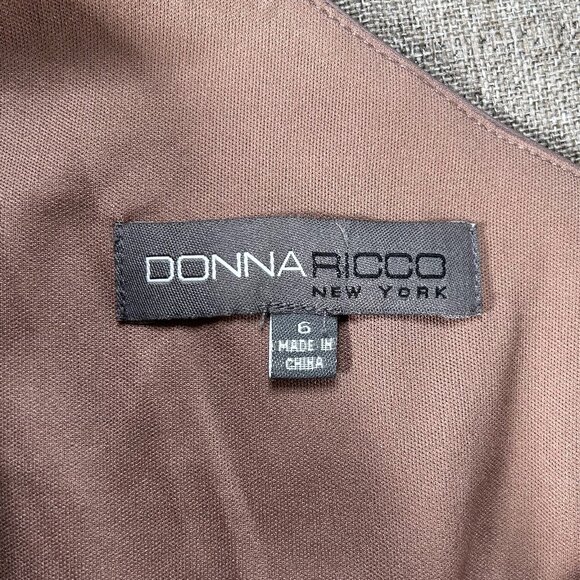 DONNA RICCO
NEW YORK
6
MADE IN
CHINA